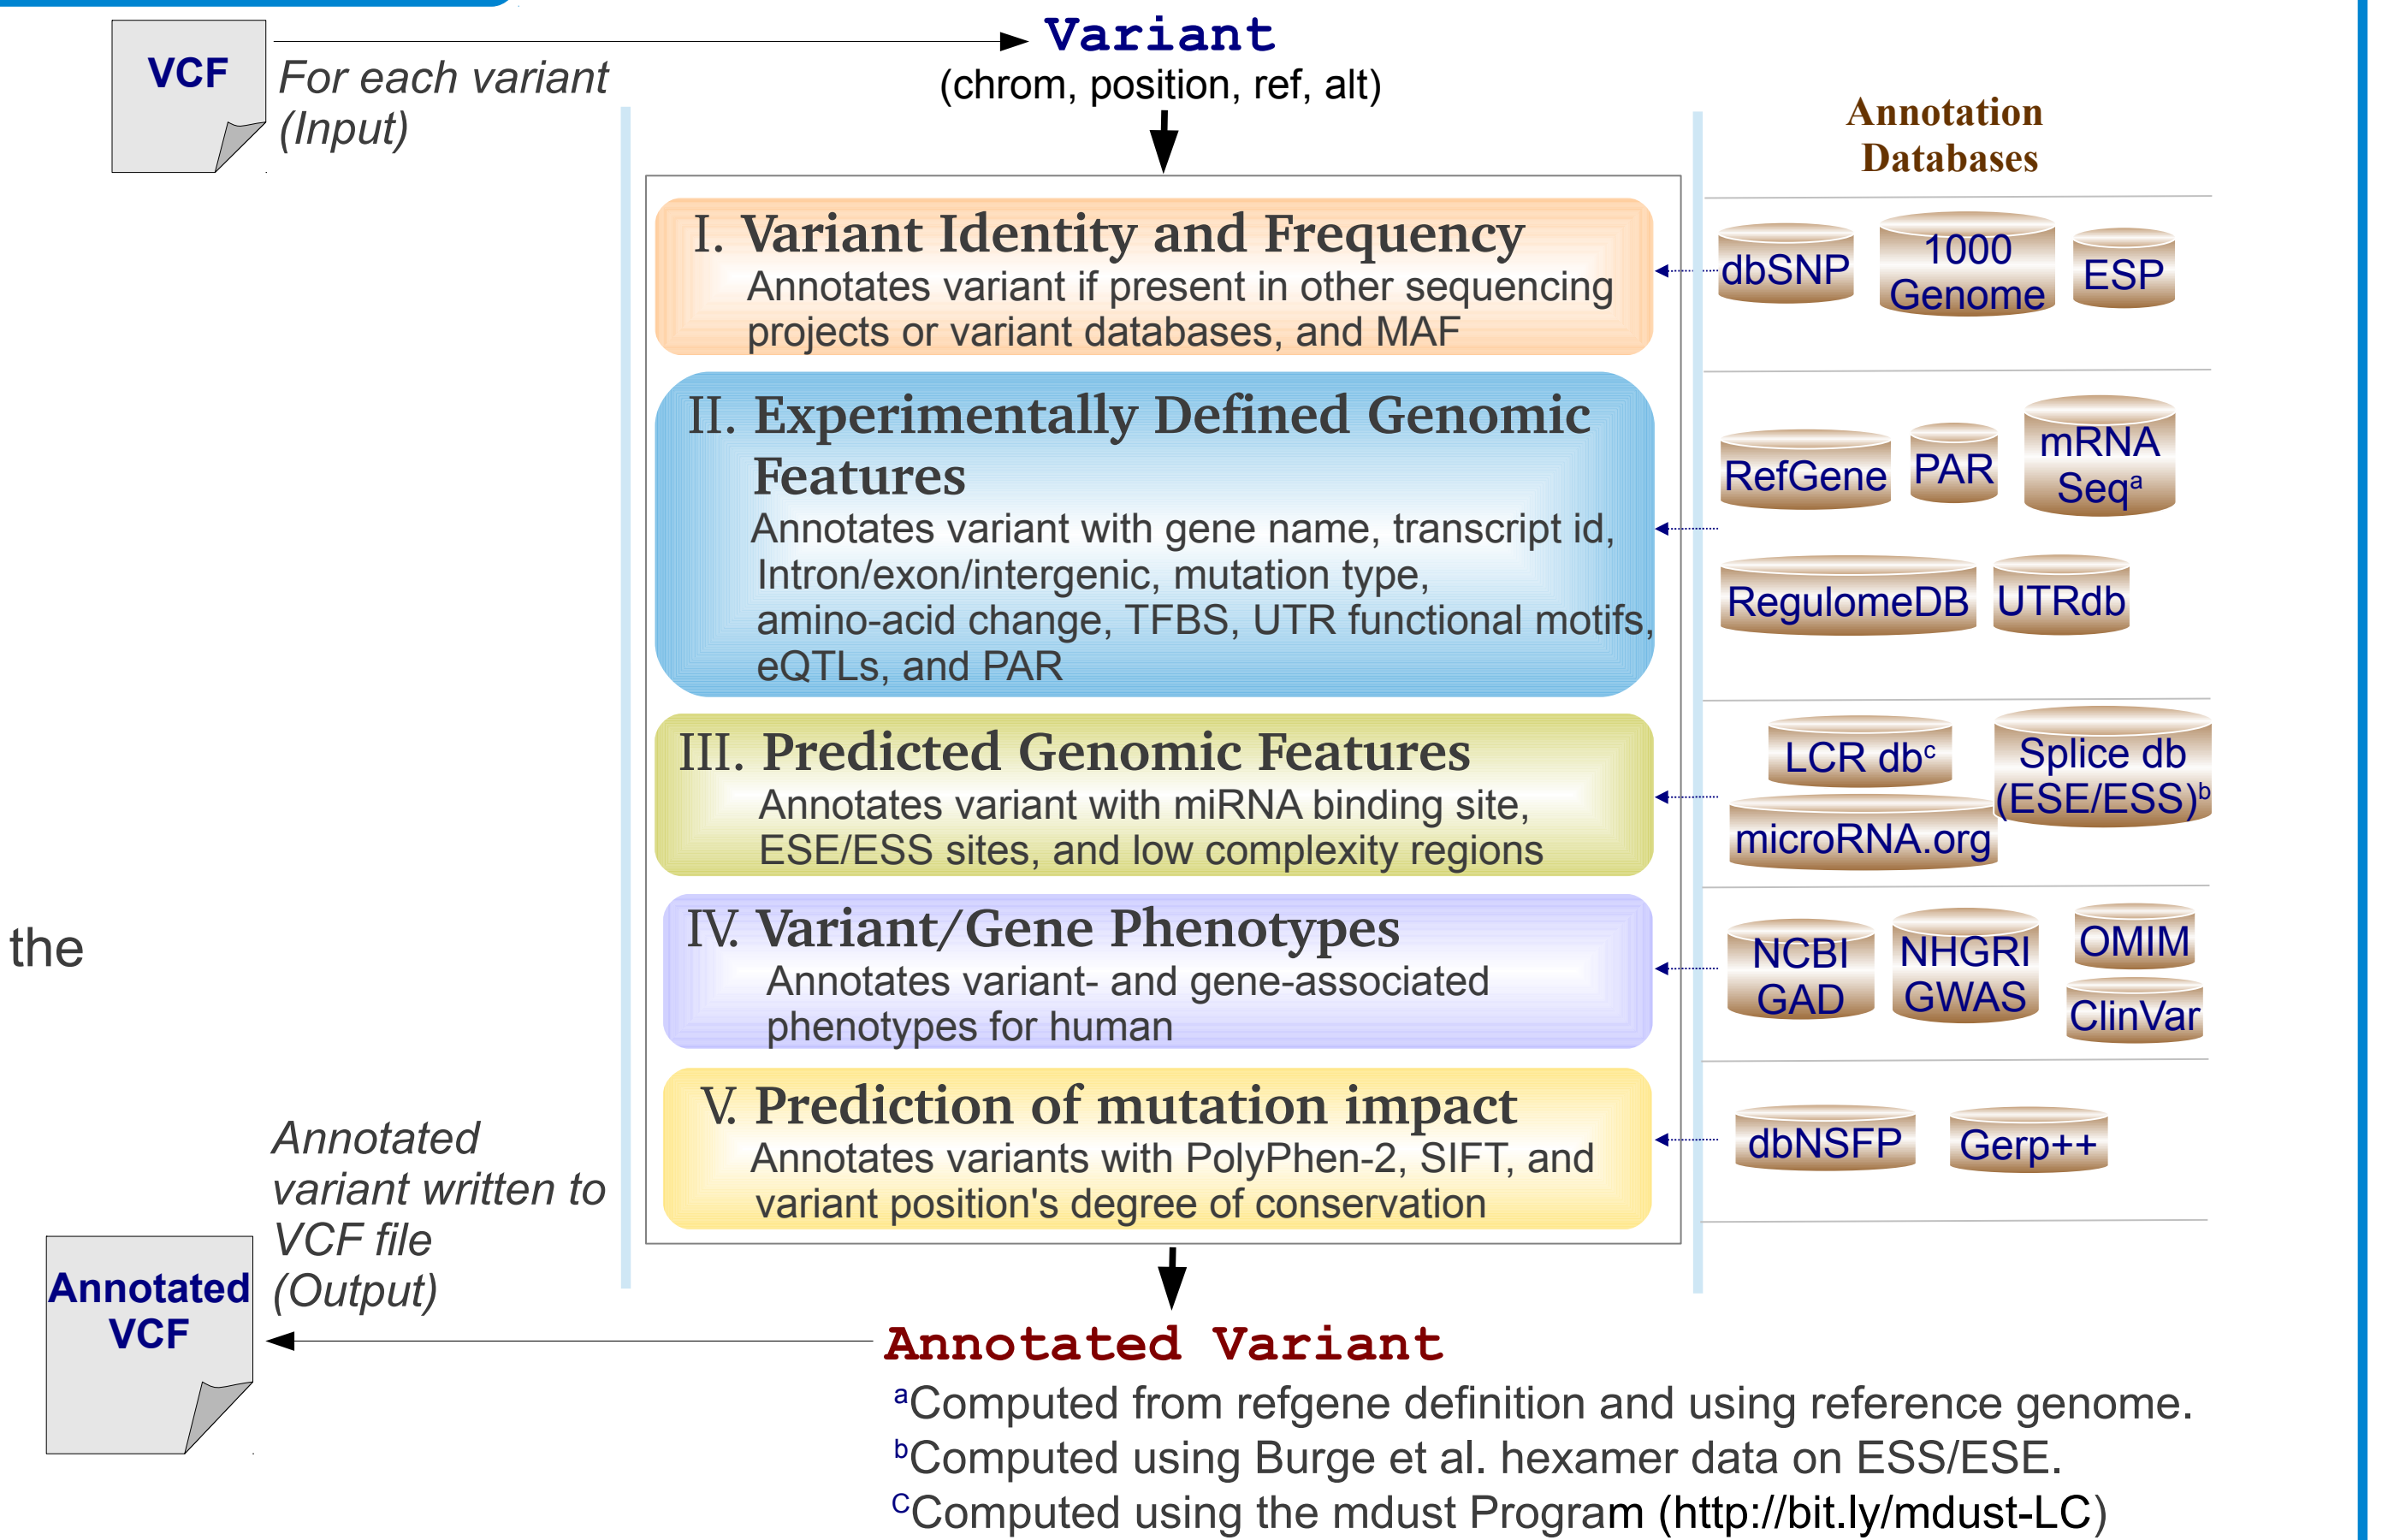 VCF
For each variant
(Input)
Variant
(chrom, position, ref, alt)
Annotation
Databases
I. Variant Identity and Frequency
Annotates variant if present in other sequencing
projects or variant databases, and MAF
dbSNP
1000
Genome
ESP
II. Experimentally Defined Genomic
Features
Annotates variant with gene name, transcript id,
Intron/exon/intergenic, mutation type,
amino-acid change, TFBS, UTR functional motifs,
eQTLs, and PAR
RefGene
PAR
mRNA
Seqᵃ
RegulomeDB
UTRdb
III. Predicted Genomic Features
Annotates variant with miRNA binding site,
ESE/ESS sites, and low complexity regions
LCR dbᶜ
Splice db
(ESE/ESS)ᵇ
microRNA.org
the
IV. Variant/Gene Phenotypes
Annotates variant- and gene-associated
phenotypes for human
NCBI
GAD
NHGRI
GWAS
OMIM
ClinVar
V. Prediction of mutation impact
Annotates variants with PolyPhen-2, SIFT, and
variant position's degree of conservation
dbNSFP
Gerp++
Annotated
variant written to
VCF file
(Output)
Annotated
VCF
Annotated Variant
ᵃComputed from refgene definition and using reference genome.
ᵇComputed using Burge et al. hexamer data on ESS/ESE.
ᶜComputed using the mdust Program (http://bit.ly/mdust-LC)